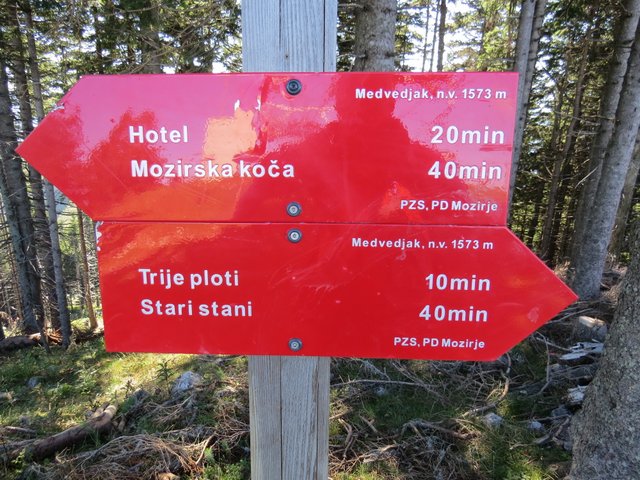 Medvedjak, n.v. 1573 m
Hotel 20min
Mozirska koča 40min
PZS, PD Mozirje
Medvedjak, n.v. 1573 m
Trije ploti 10min
Stari stani 40min
PZS, PD Mozirje